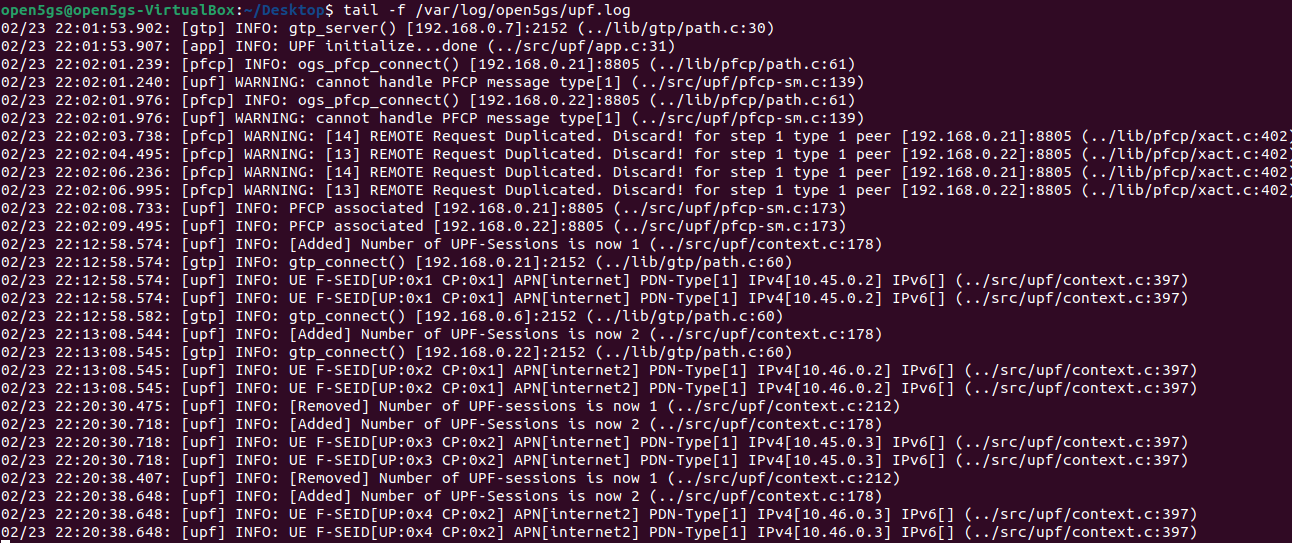 open5gs@open5gs-VirtualBox:~/Desktop$ tail -f /var/log/open5gs/upf.log
02/23 22:01:53.902: [gtp] INFO: gtp_server() [192.168.0.7]:2152 (../lib/gtp/path.c:30)
02/23 22:01:53.907: [app] INFO: UPF initialize...done (../src/upf/app.c:31)
02/23 22:02:01.239: [pfcp] INFO: ogs_pfcp_connect() [192.168.0.21]:8805 (../lib/pfcp/path.c:61)
02/23 22:02:01.240: [upf] WARNING: cannot handle PFCP message type[1] (../src/upf/pfcp-sm.c:139)
02/23 22:02:01.976: [pfcp] INFO: ogs_pfcp_connect() [192.168.0.22]:8805 (../lib/pfcp/path.c:61)
02/23 22:02:01.976: [upf] WARNING: cannot handle PFCP message type[1] (../src/upf/pfcp-sm.c:139)
02/23 22:02:03.738: [pfcp] WARNING: [14] REMOTE Request Duplicated. Discard! for step 1 type 1 peer [192.168.0.21]:8805 (../lib/pfcp/xact.c:402)
02/23 22:02:04.495: [pfcp] WARNING: [13] REMOTE Request Duplicated. Discard! for step 1 type 1 peer [192.168.0.22]:8805 (../lib/pfcp/xact.c:402)
02/23 22:02:06.236: [pfcp] WARNING: [14] REMOTE Request Duplicated. Discard! for step 1 type 1 peer [192.168.0.21]:8805 (../lib/pfcp/xact.c:402)
02/23 22:02:06.995: [pfcp] WARNING: [13] REMOTE Request Duplicated. Discard! for step 1 type 1 peer [192.168.0.22]:8805 (../lib/pfcp/xact.c:402)
02/23 22:02:08.733: [upf] INFO: PFCP associated [192.168.0.21]:8805 (../src/upf/pfcp-sm.c:173)
02/23 22:02:09.495: [upf] INFO: PFCP associated [192.168.0.22]:8805 (../src/upf/pfcp-sm.c:173)
02/23 22:12:58.574: [upf] INFO: [Added] Number of UPF-Sessions is now 1 (../src/upf/context.c:178)
02/23 22:12:58.574: [gtp] INFO: gtp_connect() [192.168.0.21]:2152 (../lib/gtp/path.c:60)
02/23 22:12:58.574: [upf] INFO: UE F-SEID[UP:0x1 CP:0x1] APN[internet] PDN-Type[1] IPv4[10.45.0.2] IPv6[] (../src/upf/context.c:397)
02/23 22:12:58.574: [upf] INFO: UE F-SEID[UP:0x1 CP:0x1] APN[internet] PDN-Type[1] IPv4[10.45.0.2] IPv6[] (../src/upf/context.c:397)
02/23 22:12:58.582: [gtp] INFO: gtp_connect() [192.168.0.6]:2152 (../lib/gtp/path.c:60)
02/23 22:13:08.544: [upf] INFO: [Added] Number of UPF-Sessions is now 2 (../src/upf/context.c:178)
02/23 22:13:08.545: [gtp] INFO: gtp_connect() [192.168.0.22]:2152 (../lib/gtp/path.c:60)
02/23 22:13:08.545: [upf] INFO: UE F-SEID[UP:0x2 CP:0x1] APN[internet2] PDN-Type[1] IPv4[10.46.0.2] IPv6[] (../src/upf/context.c:397)
02/23 22:13:08.545: [upf] INFO: UE F-SEID[UP:0x2 CP:0x1] APN[internet2] PDN-Type[1] IPv4[10.46.0.2] IPv6[] (../src/upf/context.c:397)
02/23 22:20:30.475: [upf] INFO: [Removed] Number of UPF-sessions is now 1 (../src/upf/context.c:212)
02/23 22:20:30.718: [upf] INFO: [Added] Number of UPF-Sessions is now 2 (../src/upf/context.c:178)
02/23 22:20:30.718: [upf] INFO: UE F-SEID[UP:0x3 CP:0x2] APN[internet] PDN-Type[1] IPv4[10.45.0.3] IPv6[] (../src/upf/context.c:397)
02/23 22:20:30.718: [upf] INFO: UE F-SEID[UP:0x3 CP:0x2] APN[internet] PDN-Type[1] IPv4[10.45.0.3] IPv6[] (../src/upf/context.c:397)
02/23 22:20:38.407: [upf] INFO: [Removed] Number of UPF-sessions is now 1 (../src/upf/context.c:212)
02/23 22:20:38.648: [upf] INFO: [Added] Number of UPF-Sessions is now 2 (../src/upf/context.c:178)
02/23 22:20:38.648: [upf] INFO: UE F-SEID[UP:0x4 CP:0x2] APN[internet2] PDN-Type[1] IPv4[10.46.0.3] IPv6[] (../src/upf/context.c:397)
02/23 22:20:38.648: [upf] INFO: UE F-SEID[UP:0x4 CP:0x2] APN[internet2] PDN-Type[1] IPv4[10.46.0.3] IPv6[] (../src/upf/context.c:397)